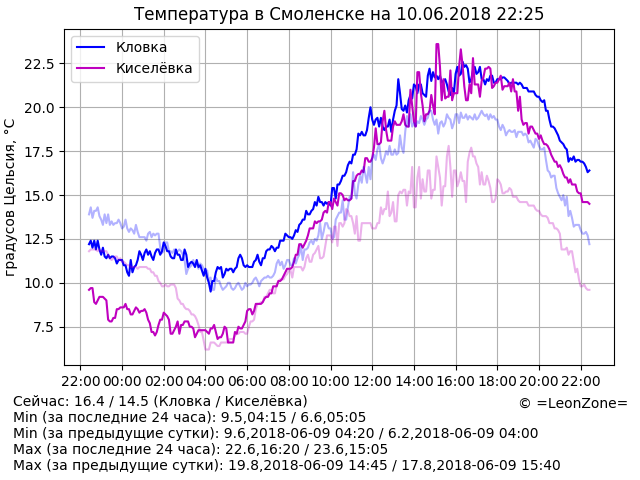 Температура в Смоленске на 10.06.2018 22:25
Кловка
Киселёвка
градусов Цельсия, °C
22.5
20.0
17.5
15.0
12.5
10.0
7.5
22:00 00:00 02:00 04:00 06:00 08:00 10:00 12:00 14:00 16:00 18:00 20:00 22:00
Сейчас: 16.4 / 14.5 (Кловка / Киселёвка)
© =LeonZone=
Min (за последние 24 часа): 9.5,04:15 / 6.6,05:05
Min (за предыдущие сутки): 9.6,2018-06-09 04:20 / 6.2,2018-06-09 04:00
Max (за последние 24 часа): 22.6,16:20 / 23.6,15:05
Max (за предыдущие сутки): 19.8,2018-06-09 14:45 / 17.8,2018-06-09 15:40